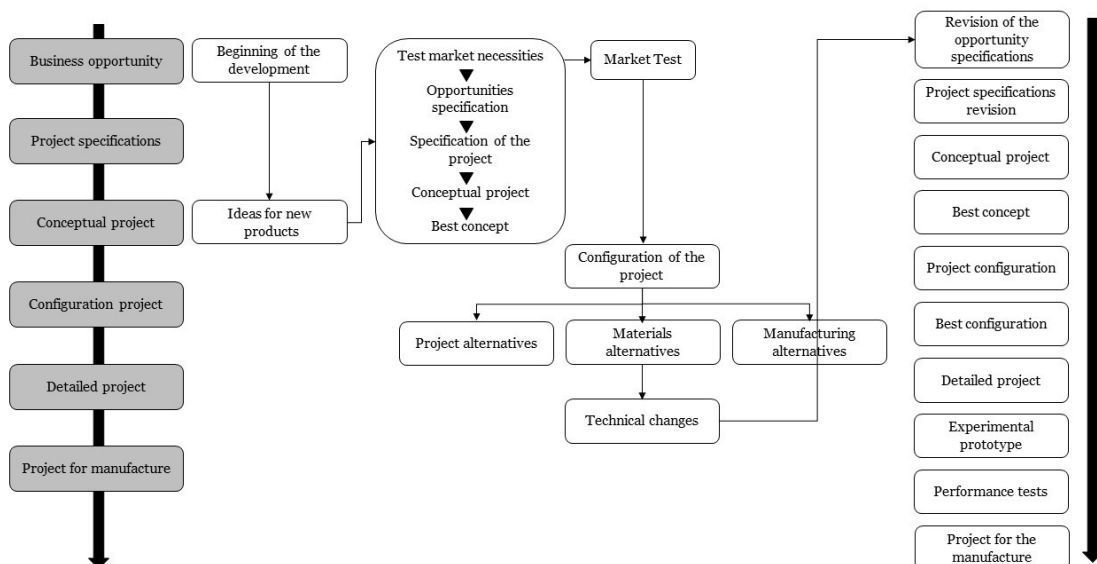 Business opportunity
Project specifications
Conceptual project
Configuration project
Detailed project
Project for manufacture
Beginning of the
development
Ideas for new
products
Test market necessities
Opportunities
specification
Specification of the
project
Conceptual project
Best concept
Market Test
Configuration of the
project
Project alternatives
Materials
alternatives
Manufacturing
alternatives
Technical changes
Revision of the
opportunity
specifications
Project specifications
revision
Conceptual project
Best concept
Project configuration
Best configuration
Detailed project
Experimental
prototype
Performance tests
Project for the
manufacture